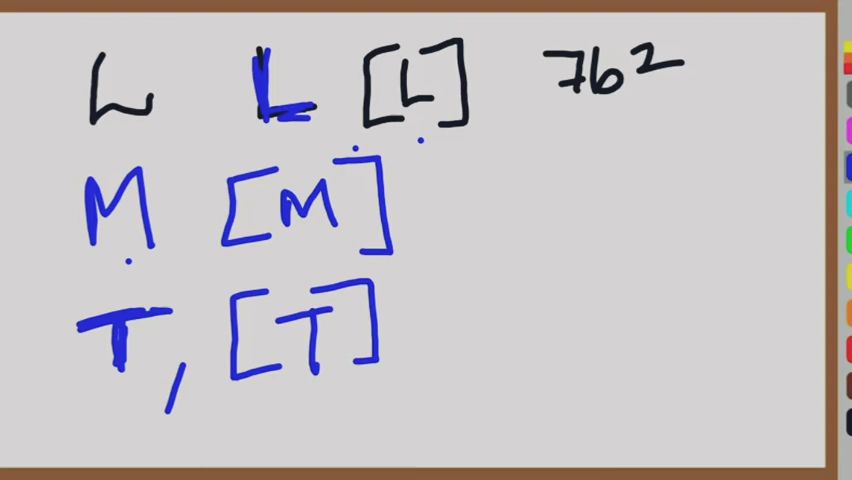 L L [L] 76²
M [M]
T, [T]